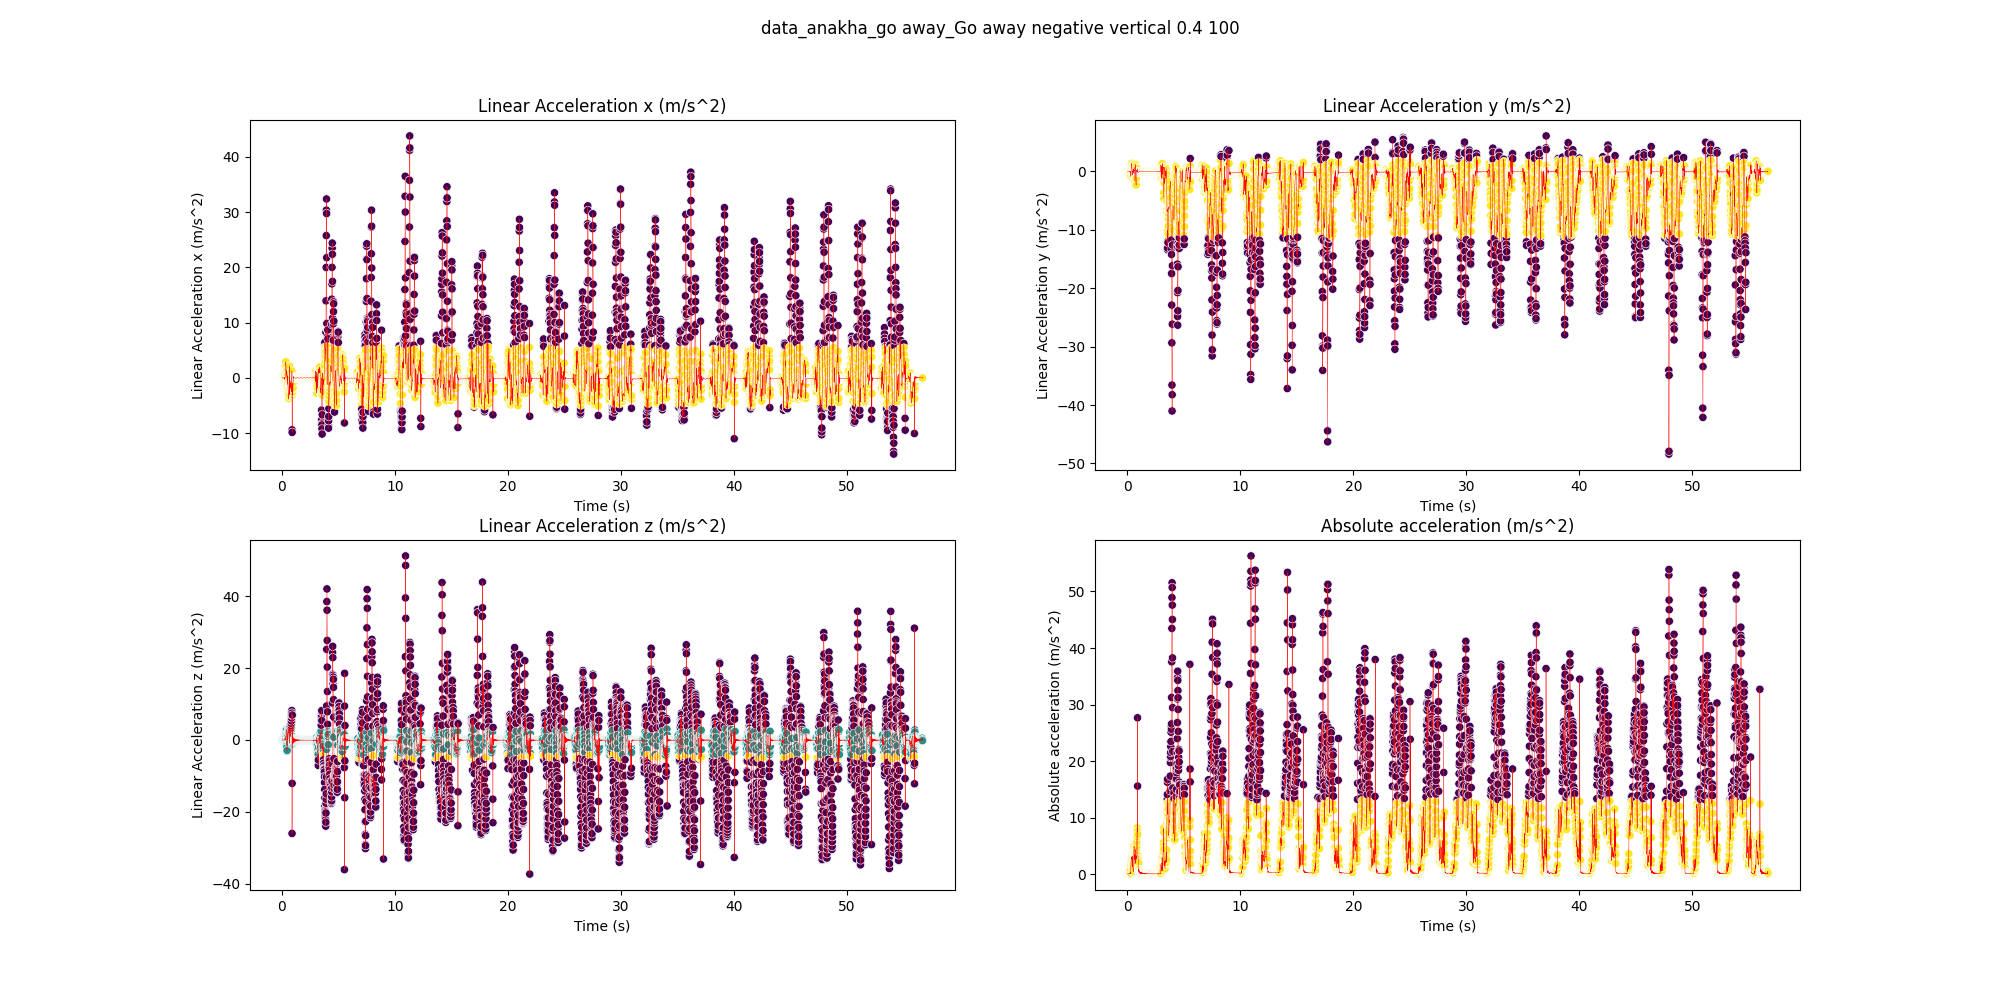 data_anakha_go away_Go away negative vertical 0.4 100
Linear Acceleration x (m/s^2)
Linear Acceleration x (m/s^2)
40
30
20
10
0
−10
0 10 20 30 40 50
Time (s)
Linear Acceleration y (m/s^2)
Linear Acceleration y (m/s^2)
0
−10
−20
−30
−40
−50
0 10 20 30 40 50
Time (s)
Linear Acceleration z (m/s^2)
Linear Acceleration z (m/s^2)
40
20
0
−20
−40
0 10 20 30 40 50
Time (s)
Absolute acceleration (m/s^2)
Absolute acceleration (m/s^2)
50
40
30
20
10
0
0 10 20 30 40 50
Time (s)